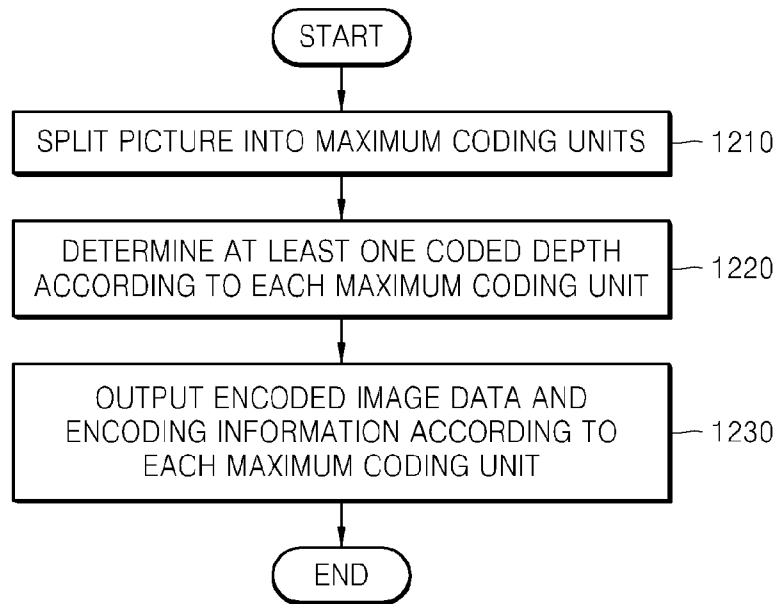 START
SPLIT PICTURE INTO MAXIMUM CODING UNITS
1210
DETERMINE AT LEAST ONE CODED DEPTH
ACCORDING TO EACH MAXIMUM CODING UNIT
1220
OUTPUT ENCODED IMAGE DATA AND
ENCODING INFORMATION ACCORDING TO
EACH MAXIMUM CODING UNIT
1230
END